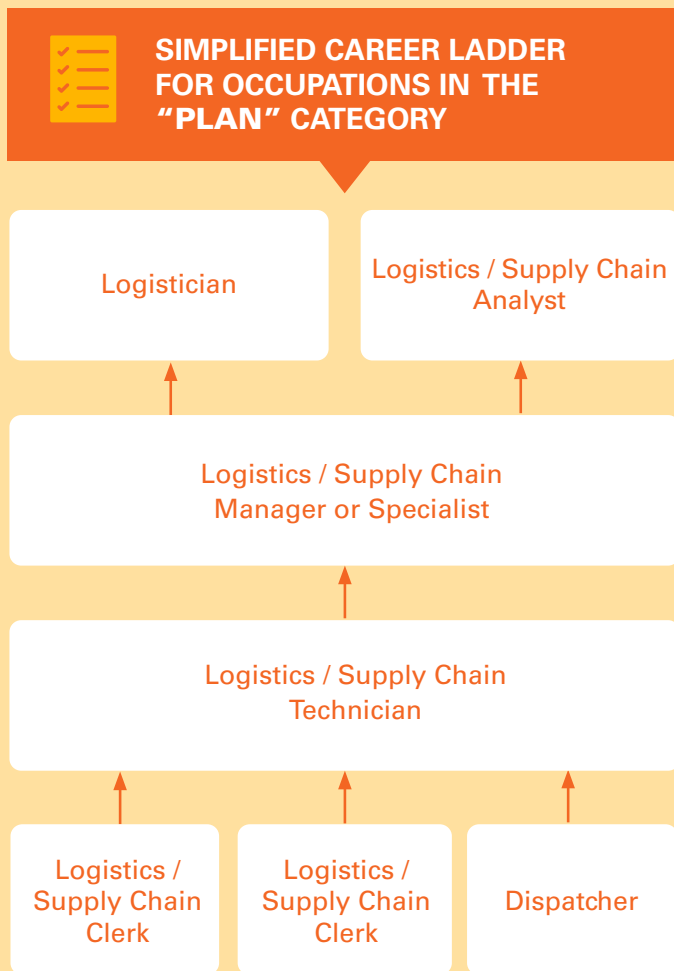 SIMPLIFIED CAREER LADDER
FOR OCCUPATIONS IN THE
“PLAN” CATEGORY
Logistician
Logistics / Supply Chain
Analyst
Logistics / Supply Chain
Manager or Specialist
Logistics / Supply Chain
Technician
Logistics /
Supply Chain
Clerk
Logistics /
Supply Chain
Clerk
Dispatcher